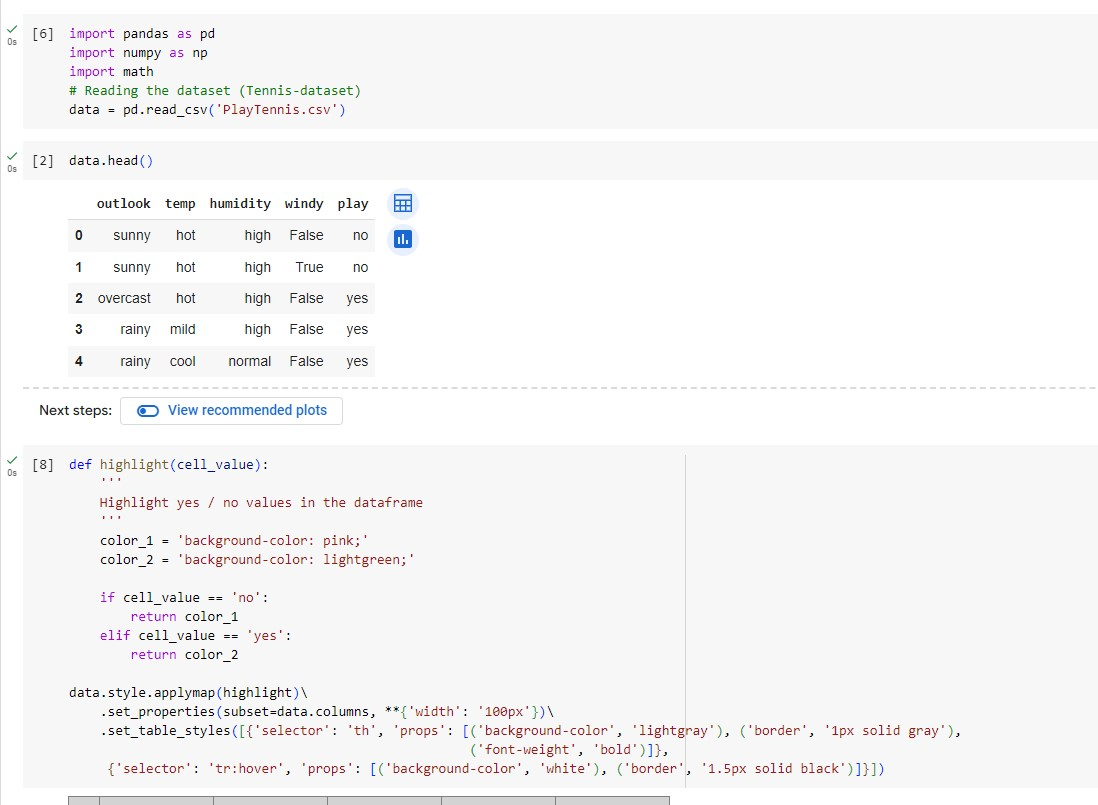 [6] import pandas as pd
0s import numpy as np
import math
# Reading the dataset (Tennis-dataset)
data = pd.read_csv('PlayTennis.csv')
[2] data.head()
0s
outlook temp humidity windy play
0 sunny hot high False no
1 sunny hot high True no
2 overcast hot high False yes
3 rainy mild high False yes
4 rainy cool normal False yes
Next steps: View recommended plots
[8] def highlight(cell_value):
0s '''
Highlight yes / no values in the dataframe
'''
color_1 = 'background-color: pink;'
color_2 = 'background-color: lightgreen;'
if cell_value == 'no':
return color_1
elif cell_value == 'yes':
return color_2
data.style.applymap(highlight)\
.set_properties(subset=data.columns, **{'width': '100px'})\
.set_table_styles([{'selector': 'th', 'props': [('background-color', 'lightgray'), ('border', '1px solid gray'),
('font-weight', 'bold')]},
{'selector': 'tr:hover', 'props': [('background-color', 'white'), ('border', '1.5px solid black')]}])